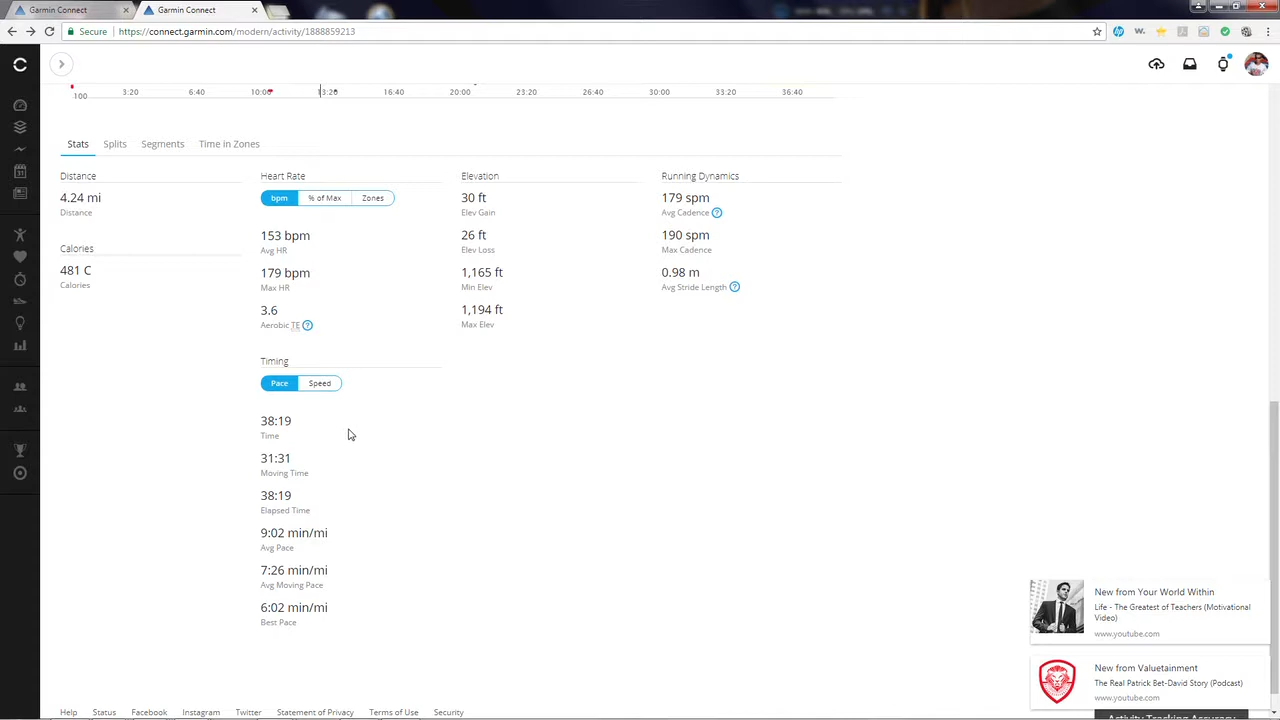 Garmin Connect
Garmin Connect
Secure https://connect.garmin.com/modern/activity/1888859213
100 3:20 6:40 10:00 13:20 16:40 20:00 23:20 26:40 30:00 33:20 36:40
Stats Splits Segments Time in Zones
Distance
4.24 mi
Distance
Calories
481 C
Calories
Heart Rate
bpm % of Max Zones
153 bpm
Avg HR
179 bpm
Max HR
3.6
Aerobic TE ?
Timing
Pace Speed
38:19
Time
31:31
Moving Time
38:19
Elapsed Time
9:02 min/mi
Avg Pace
7:26 min/mi
Avg Moving Pace
6:02 min/mi
Best Pace
Elevation
30 ft
Elev Gain
26 ft
Elev Loss
1,165 ft
Min Elev
1,194 ft
Max Elev
Running Dynamics
179 spm
Avg Cadence ?
190 spm
Max Cadence
0.98 m
Avg Stride Length ?
New from Your World Within
Life - The Greatest of Teachers (Motivational
Video)
www.youtube.com
New from Valuetainment
The Real Patrick Bet-David Story (Podcast)
www.youtube.com
Activity Tracking Accuracy
Help Status Facebook Instagram Twitter Statement of Privacy Terms of Use Security